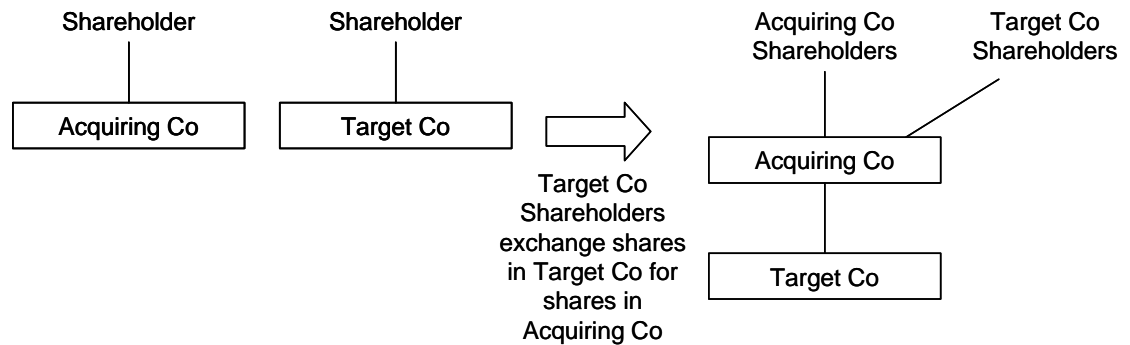 Shareholder
Acquiring Co
Shareholder
Target Co
Target Co
Shareholders
exchange shares
in Target Co for
shares in
Acquiring Co
Acquiring Co
Shareholders
Target Co
Shareholders
Acquiring Co
Target Co